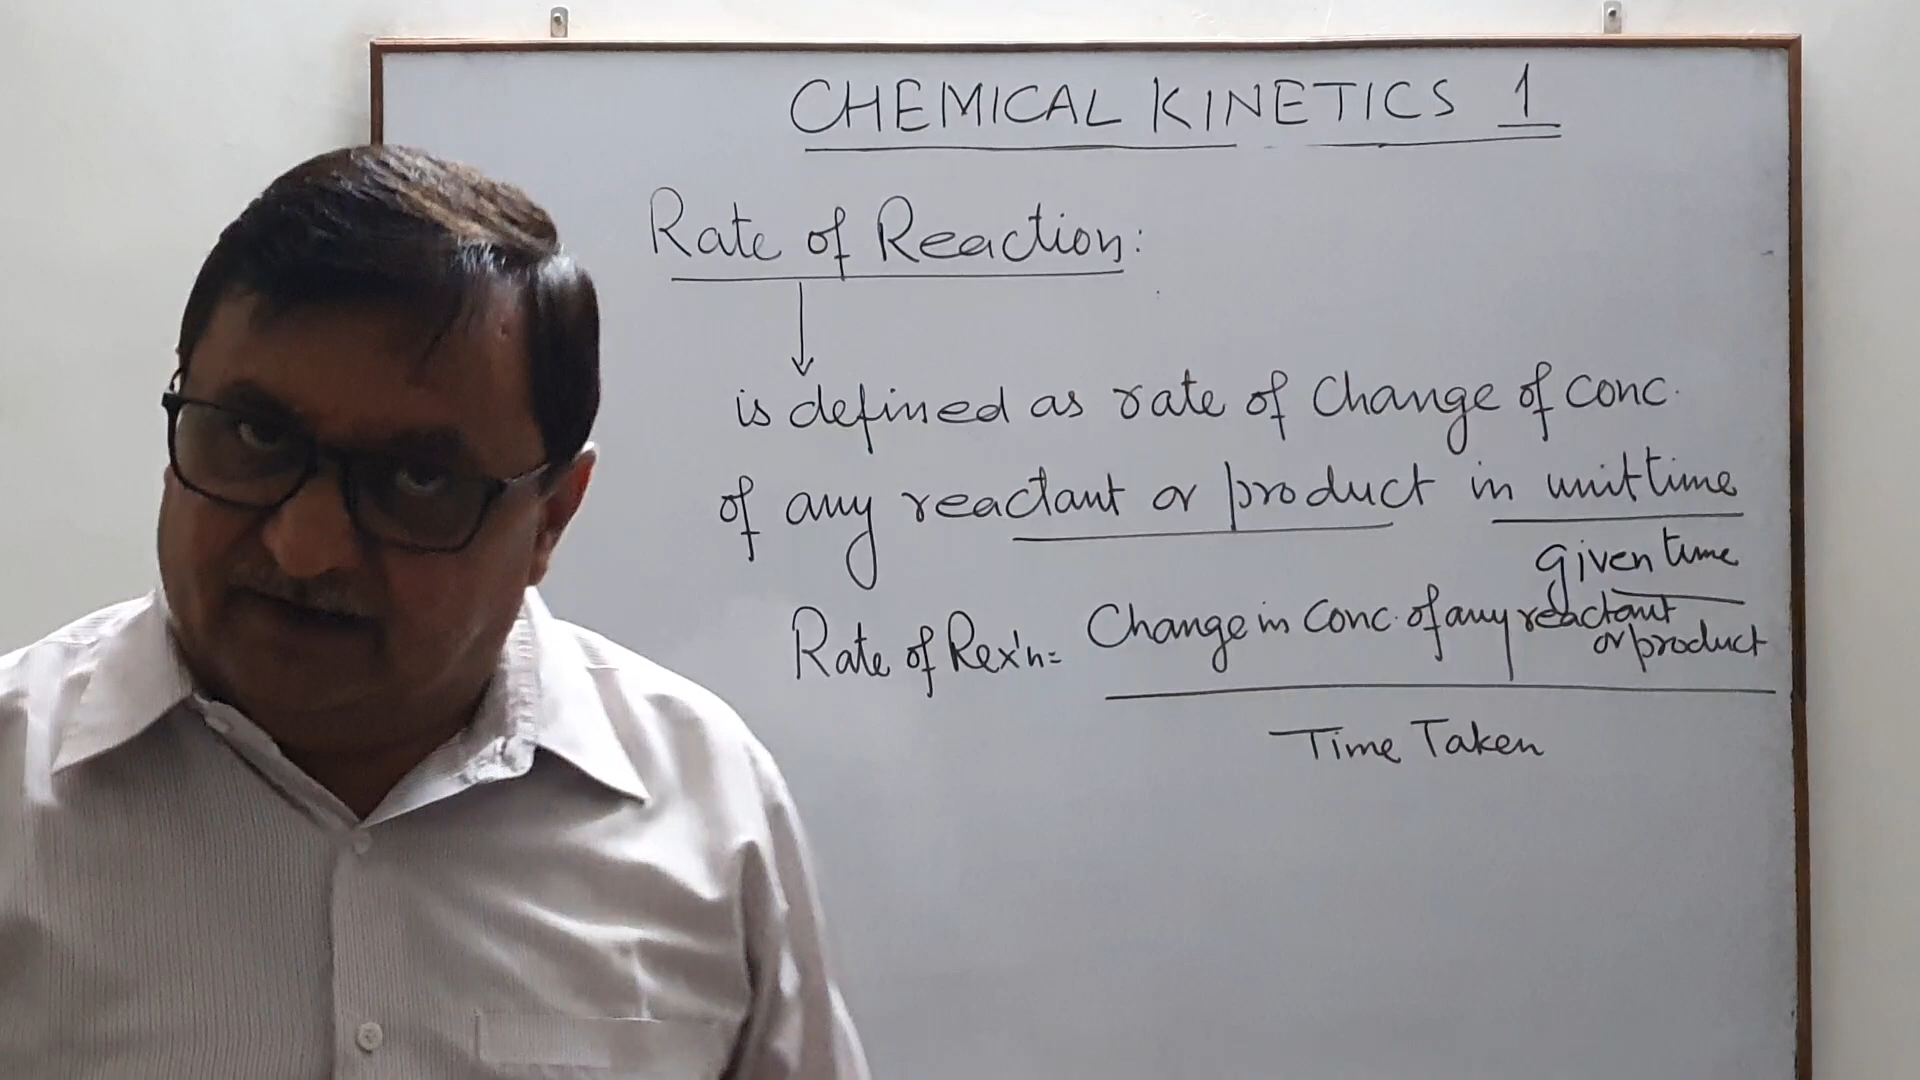 CHEMICAL KINETICS 1
Rate of Reaction:
is defined as rate of Change of conc.
of any reactant or product in unit time
given time
Rate of Rex'n = Change in Conc. of any reactant
or product
Time Taken